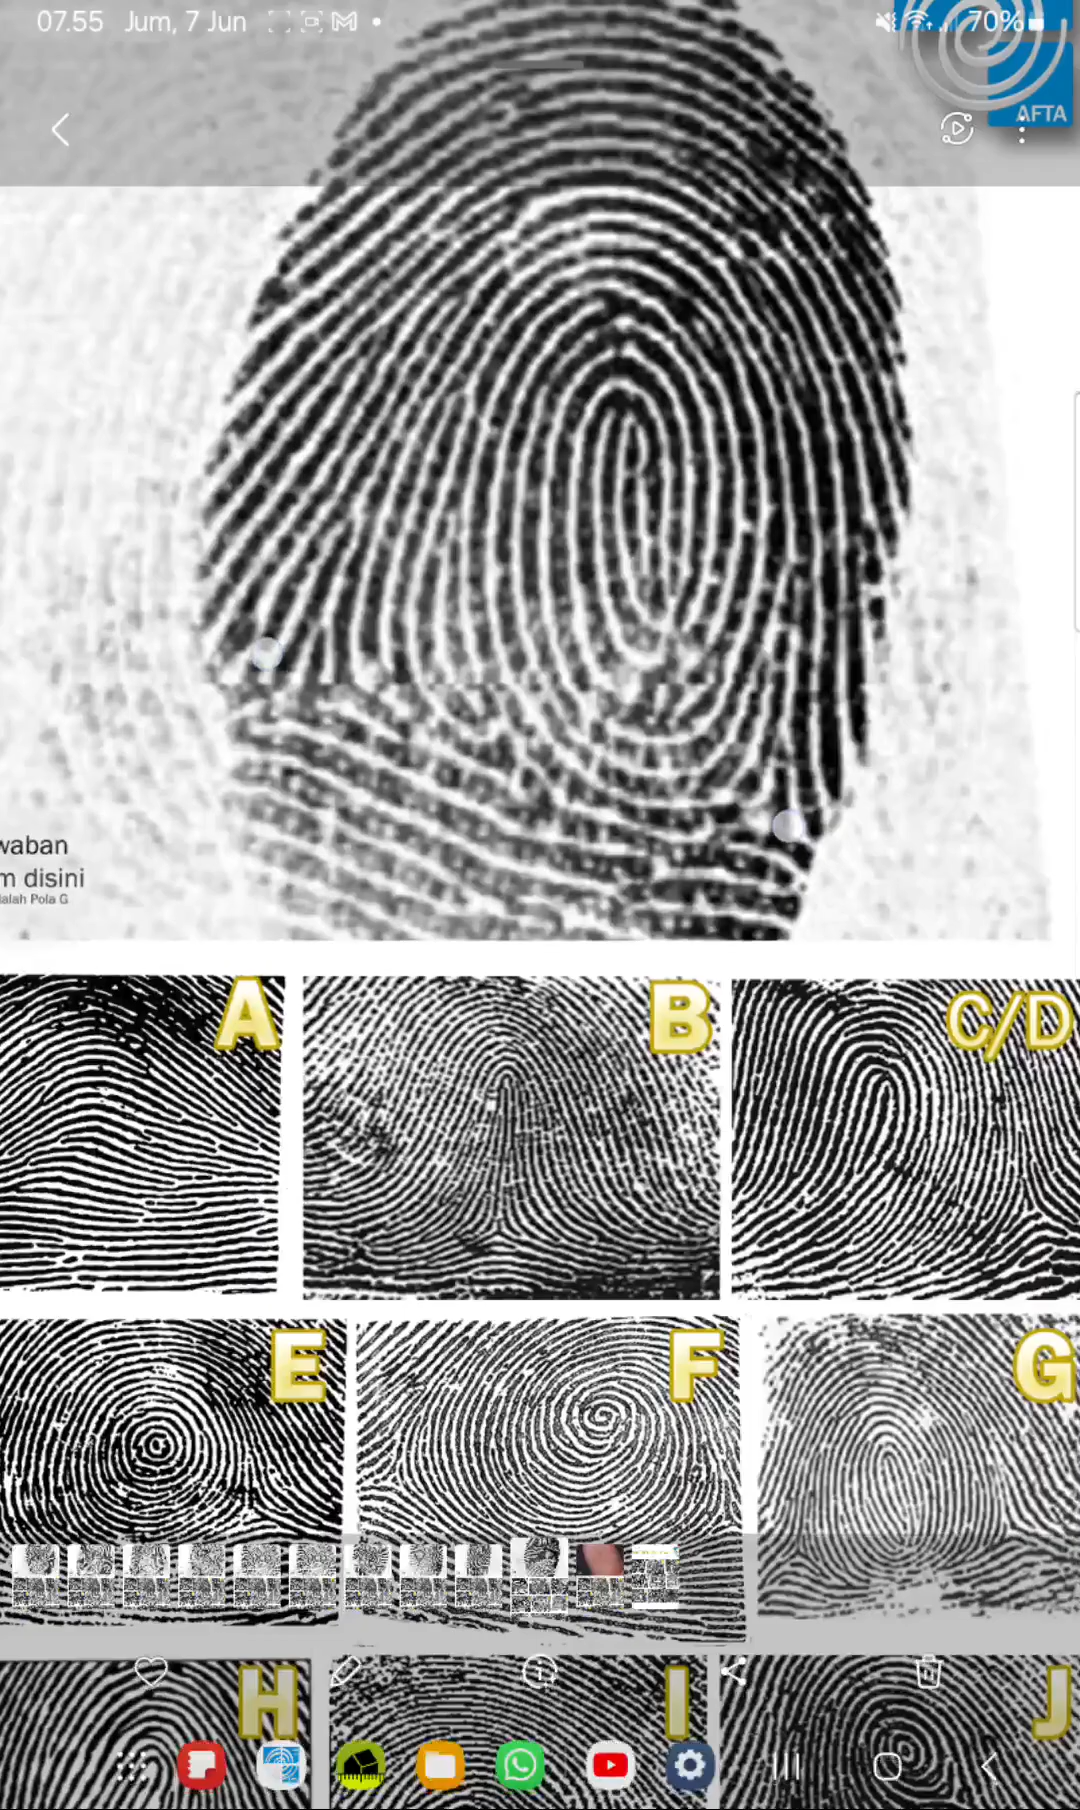 07.55 Jum, 7 Jun
70%
AFTA
waban
m disini
alah Pola G
A
B
C/D
E
F
G
H
I
J